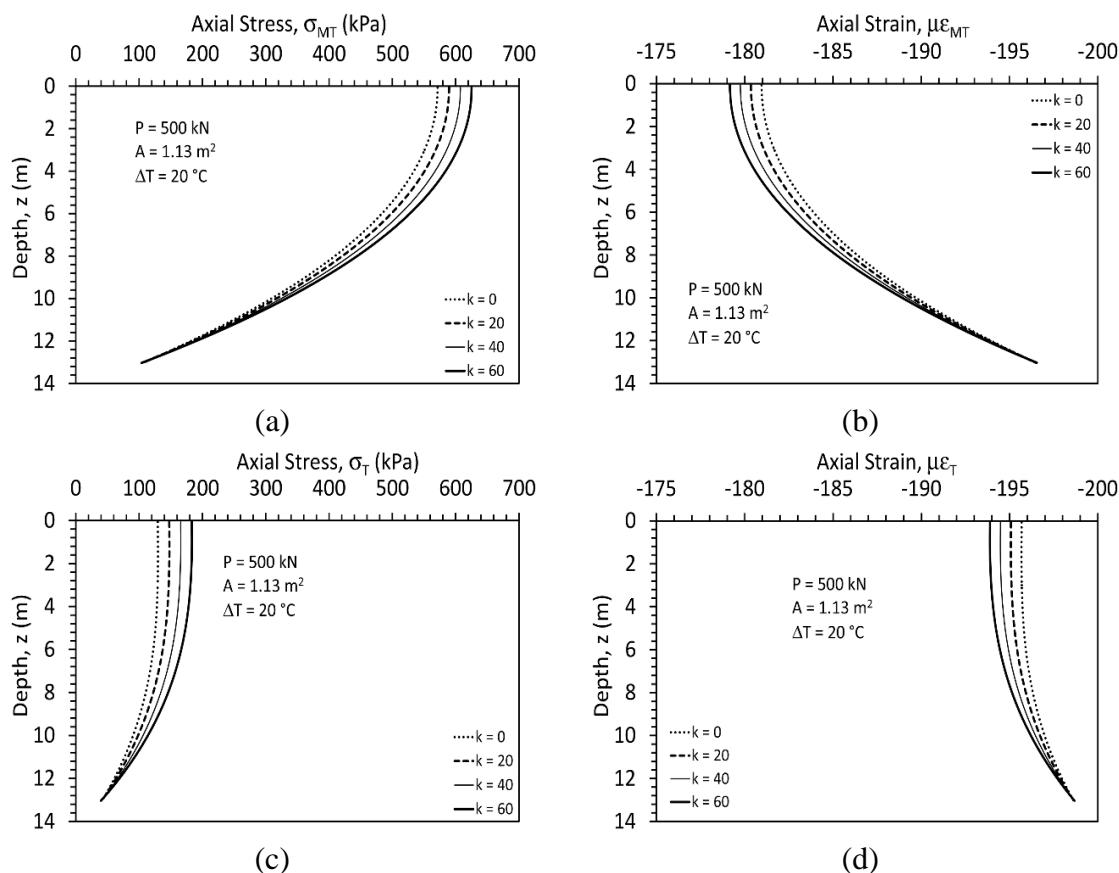 Axial Stress, σMT (kPa)
0 100 200 300 400 500 600 700
0
2
4
6
8
10
12
14
Depth, z (m)
P = 500 kN
A = 1.13 m²
ΔT = 20 °C
k = 0
k = 20
k = 40
k = 60
(a)
Axial Strain, µεMT
-175 -180 -185 -190 -195 -200
0
2
4
6
8
10
12
14
Depth, z (m)
k = 0
k = 20
k = 40
k = 60
P = 500 kN
A = 1.13 m²
ΔT = 20 °C
(b)
Axial Stress, σT (kPa)
0 100 200 300 400 500 600 700
0
2
4
6
8
10
12
14
Depth, z (m)
P = 500 kN
A = 1.13 m²
ΔT = 20 °C
k = 0
k = 20
k = 40
k = 60
(c)
Axial Strain, µεT
-175 -180 -185 -190 -195 -200
0
2
4
6
8
10
12
14
Depth, z (m)
P = 500 kN
A = 1.13 m²
ΔT = 20 °C
k = 0
k = 20
k = 40
k = 60
(d)